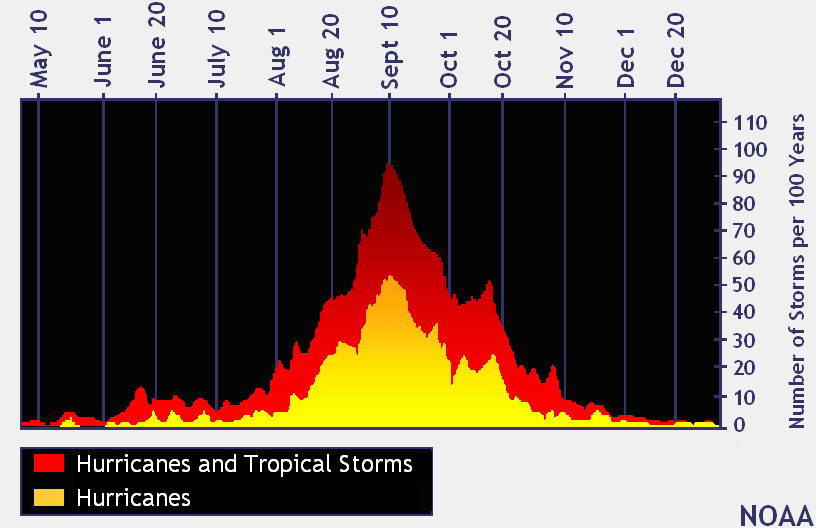 May 10
June 1
June 20
July 10
Aug 1
Aug 20
Sept 10
Oct 1
Oct 20
Nov 10
Dec 1
Dec 20
110
100
90
80
70
60
50
40
30
20
10
0
Number of Storms per 100 Years
Hurricanes and Tropical Storms
Hurricanes
NOAA